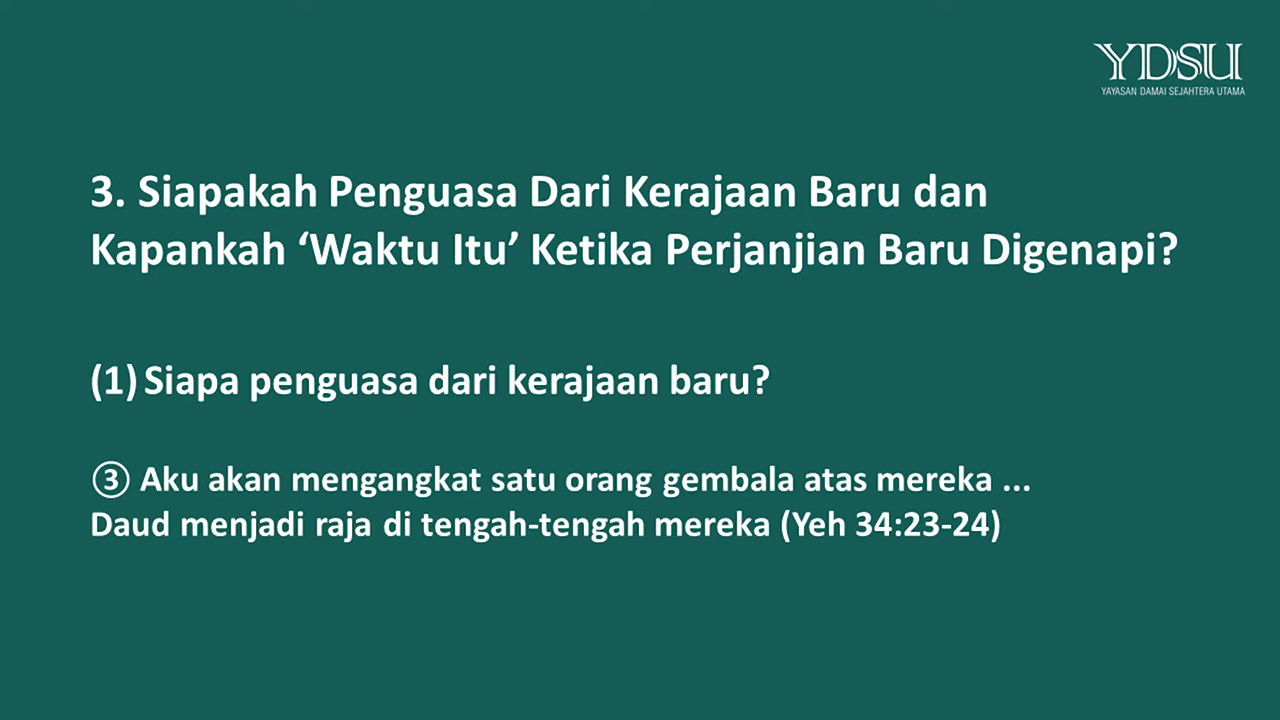 YDSU
YAYASAN DAMAI SEJAHTERA UTAMA
3. Siapakah Penguasa Dari Kerajaan Baru dan
Kapankah ‘Waktu Itu’ Ketika Perjanjian Baru Digenapi?
(1) Siapa penguasa dari kerajaan baru?
③ Aku akan mengangkat satu orang gembala atas mereka ...
Daud menjadi raja di tengah-tengah mereka (Yeh 34:23-24)